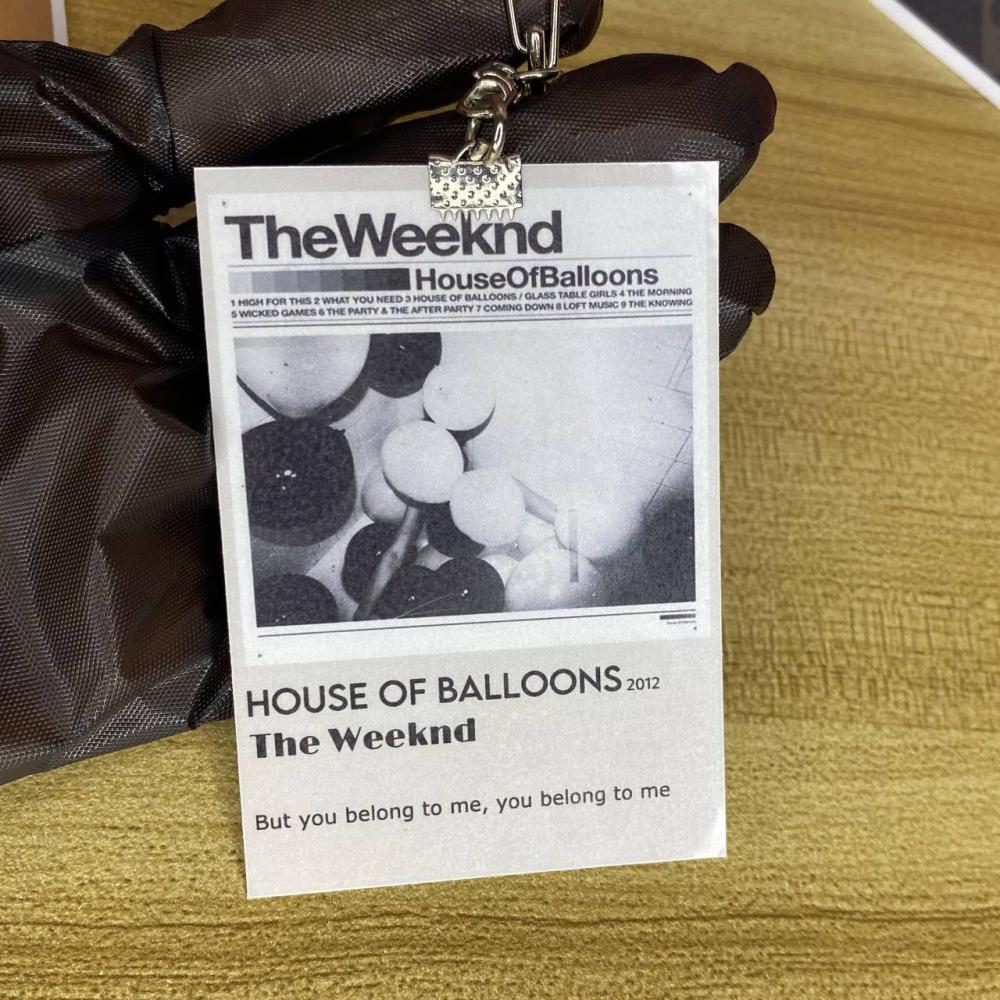 TheWeeknd
HouseOfBalloons
1 HIGH FOR THIS 2 WHAT YOU NEED 3 HOUSE OF BALLOONS / GLASS TABLE GIRLS 4 THE MORNING
5 WICKED GAMES 6 THE PARTY & THE AFTER PARTY 7 COMING DOWN 8 LOFT MUSIC 9 THE KNOWING
HOUSE OF BALLOONS 2012
The Weeknd
But you belong to me, you belong to me